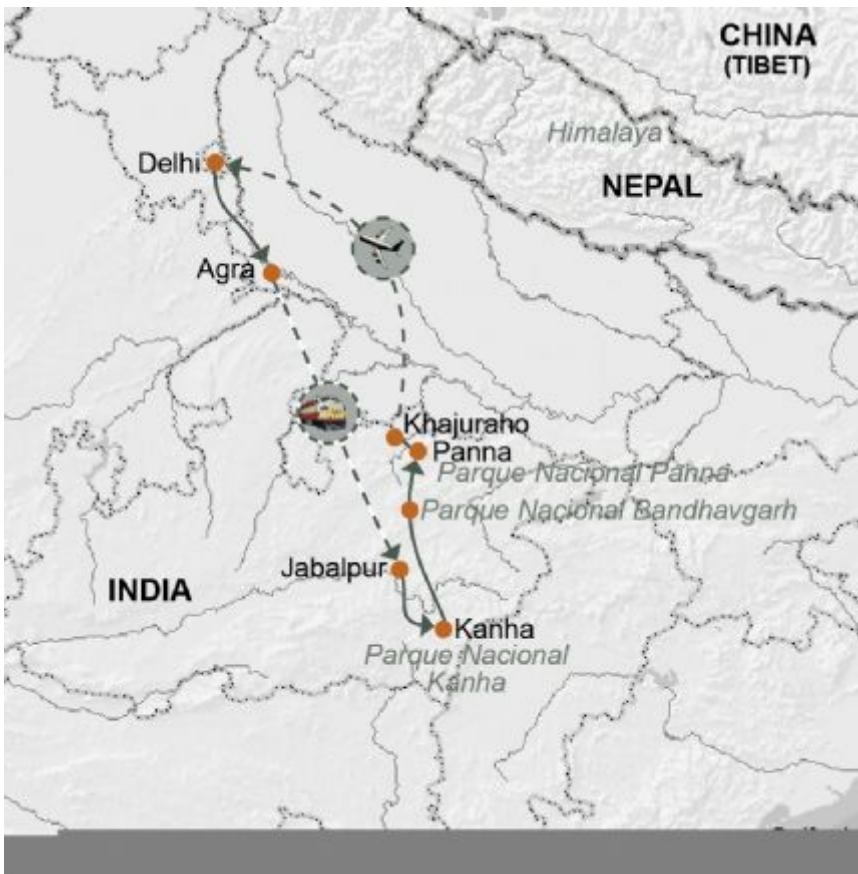 CHINA
(TIBET)
Himalaya
NEPAL
Delhi
Agra
Khajuraho
Panna
Parque Nacional Panna
Parque Nacional Bandhavgarh
Jabalpur
INDIA
Kanha
Parque Nacional
Kanha